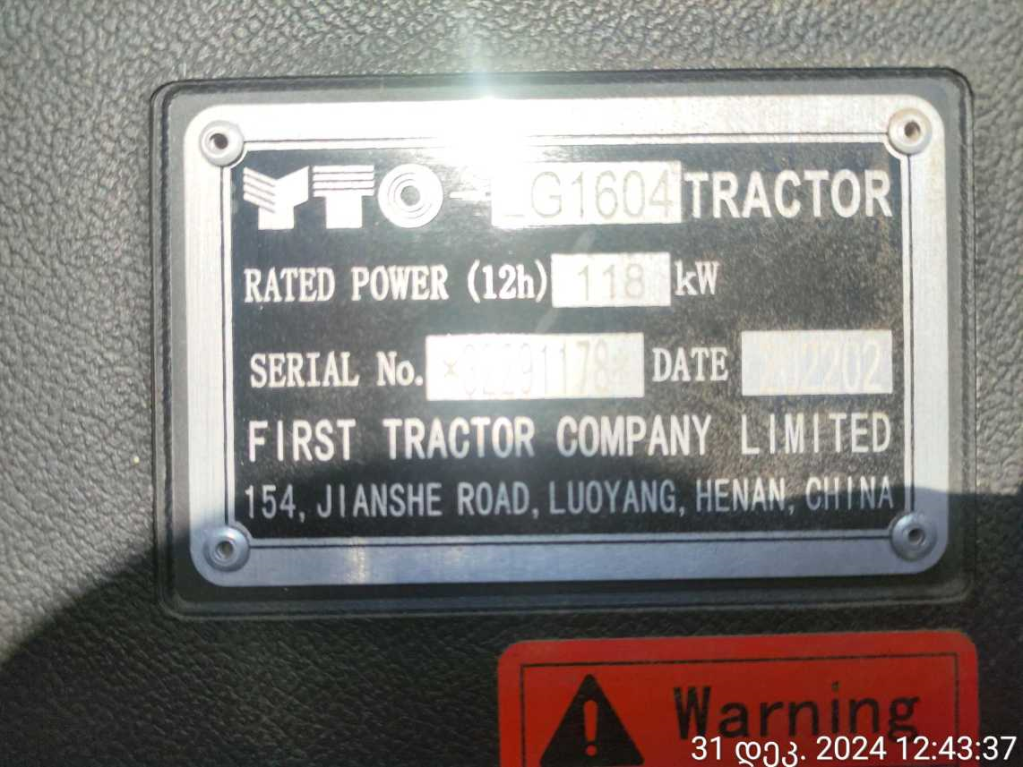 YTO-LG1604 TRACTOR
RATED POWER (12h) 118 kW
SERIAL No. DATE 202202
FIRST TRACTOR COMPANY LIMITED
154, JIANSHE ROAD, LUOYANG, HENAN, CHINA
Warning
31 დეკ. 2024 12:43:37